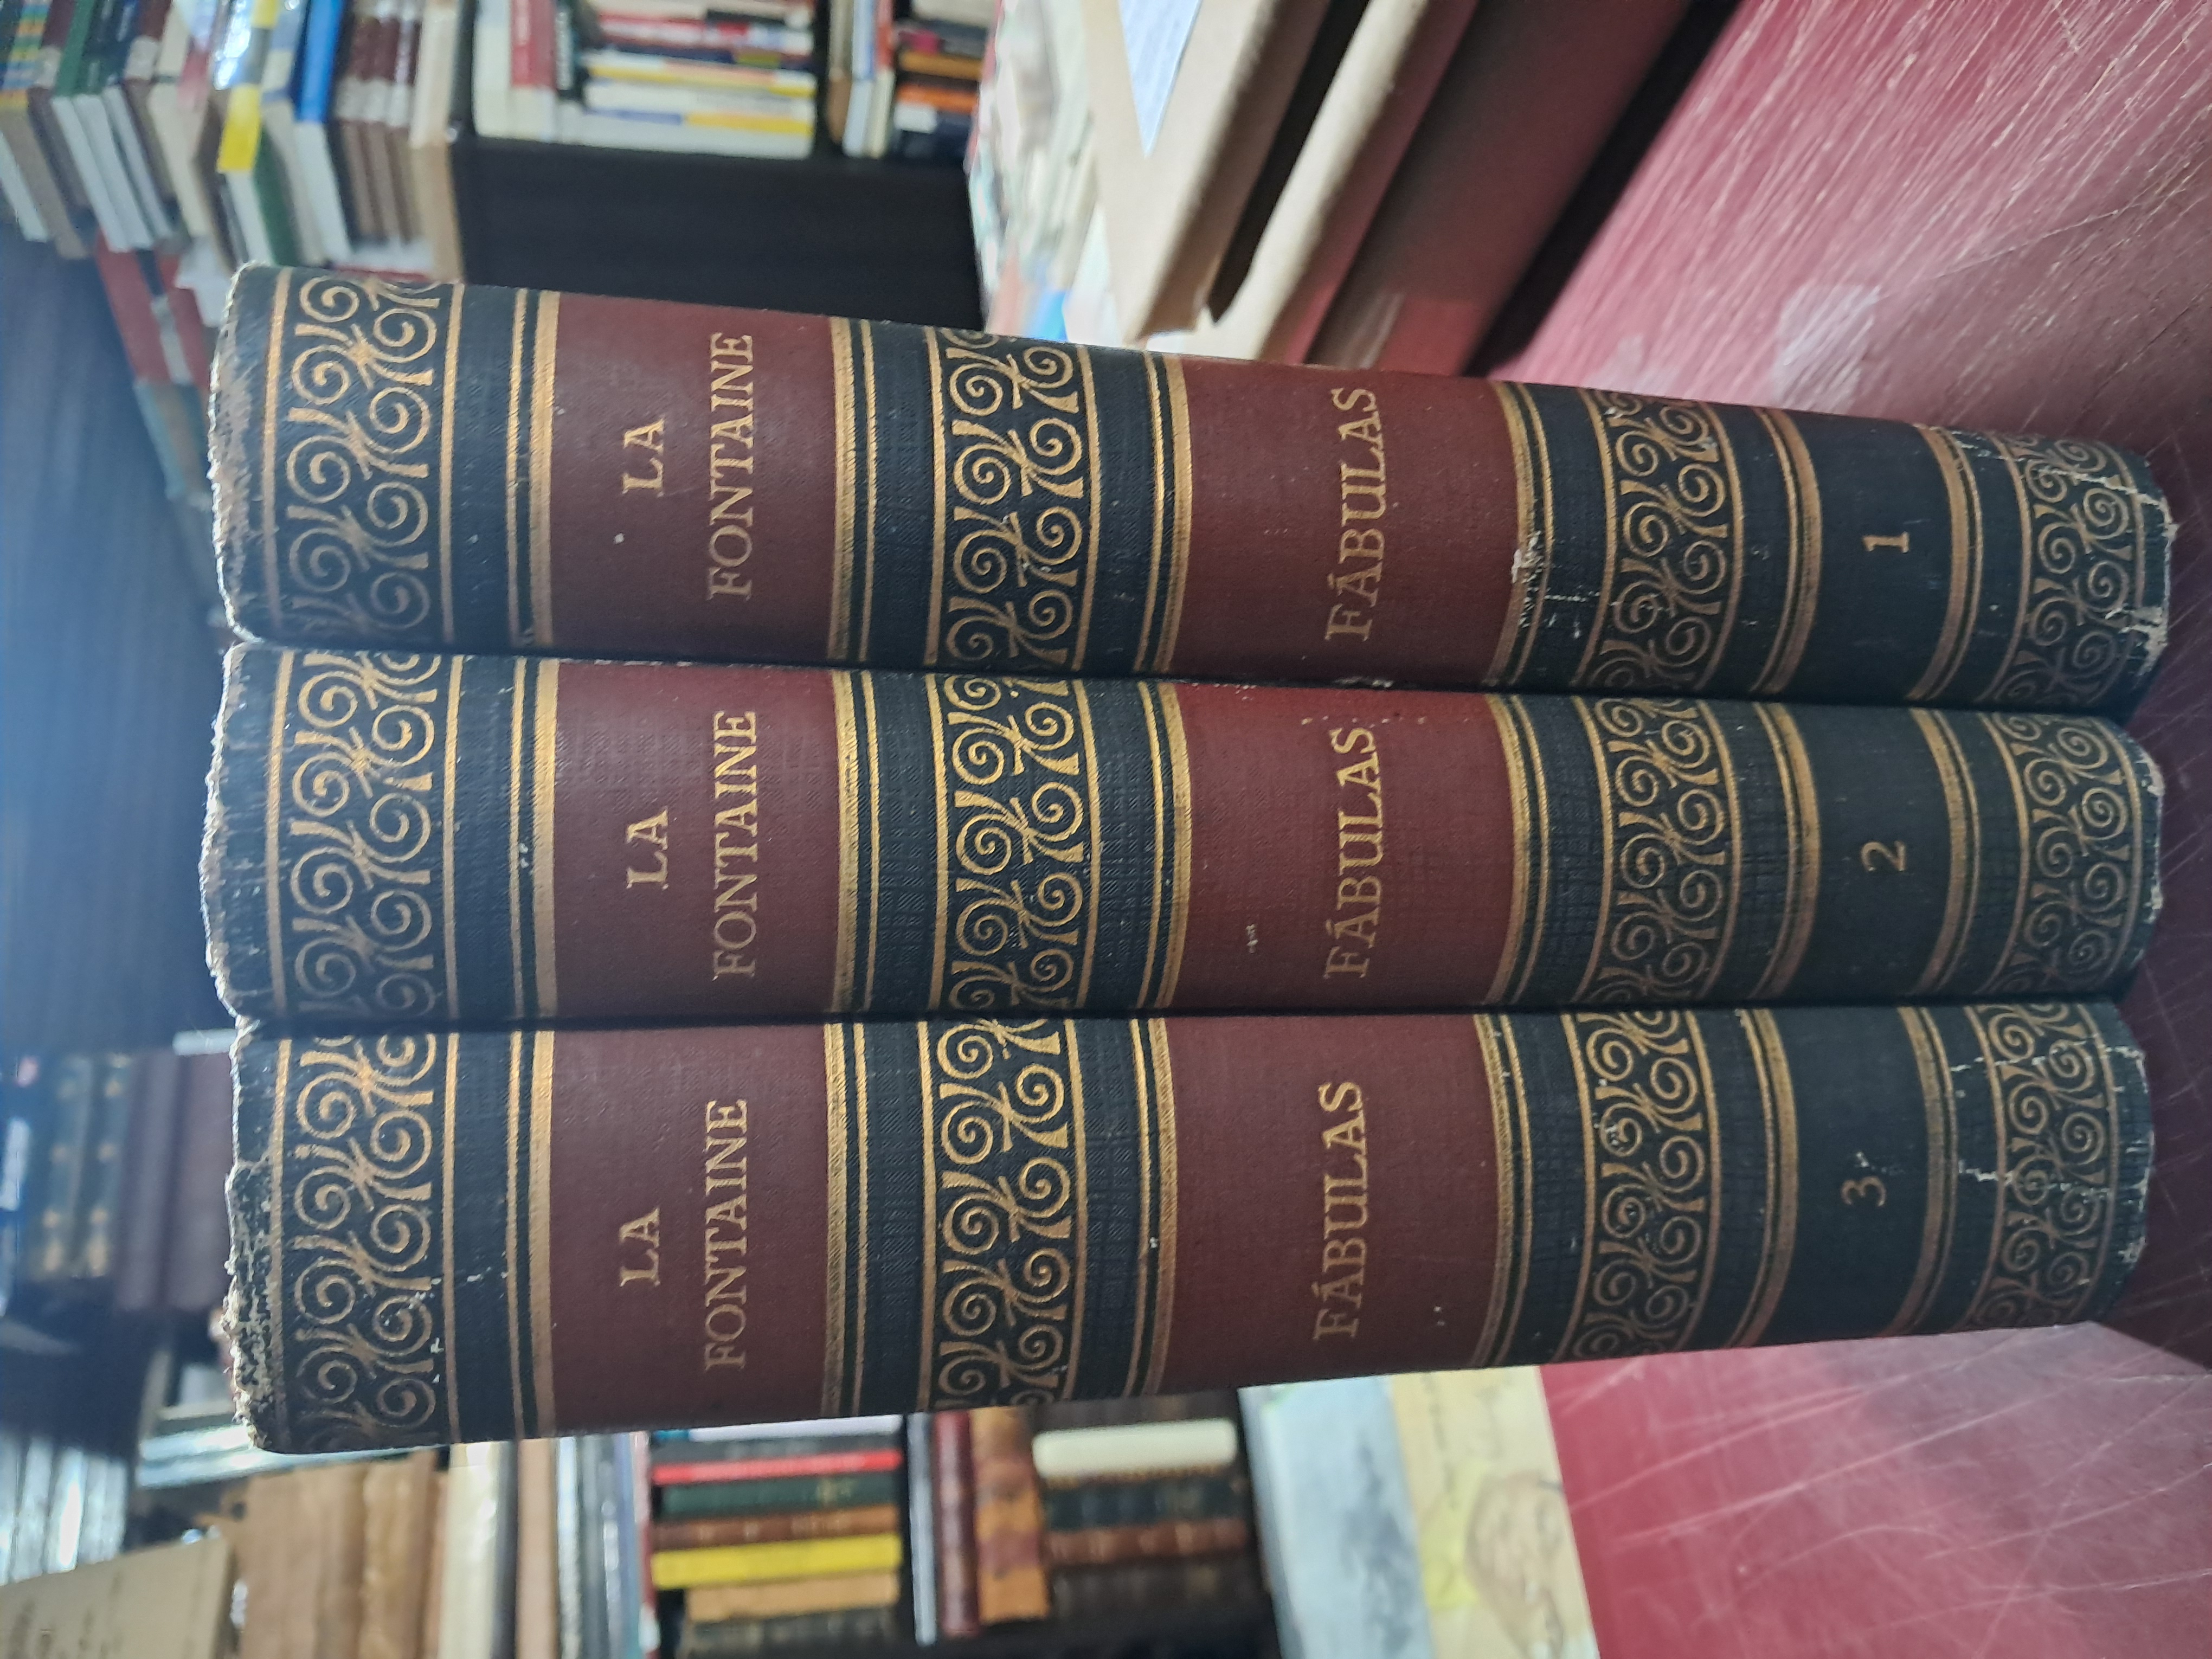 LA
FONTAINE
FÁBULAS
1
LA
FONTAINE
FÁBULAS
2
LA
FONTAINE
FÁBULAS
3